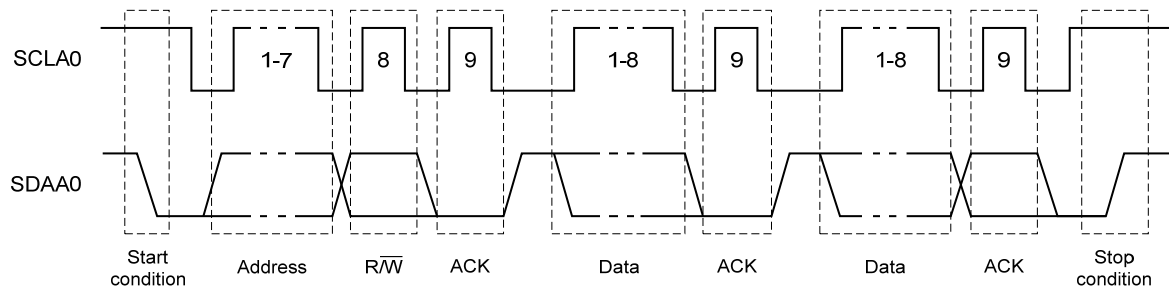 SCLA0
1-7
8
9
1-8
9
1-8
9
SDAA0
Start
condition
Address
R/W̅
ACK
Data
ACK
Data
ACK
Stop
condition